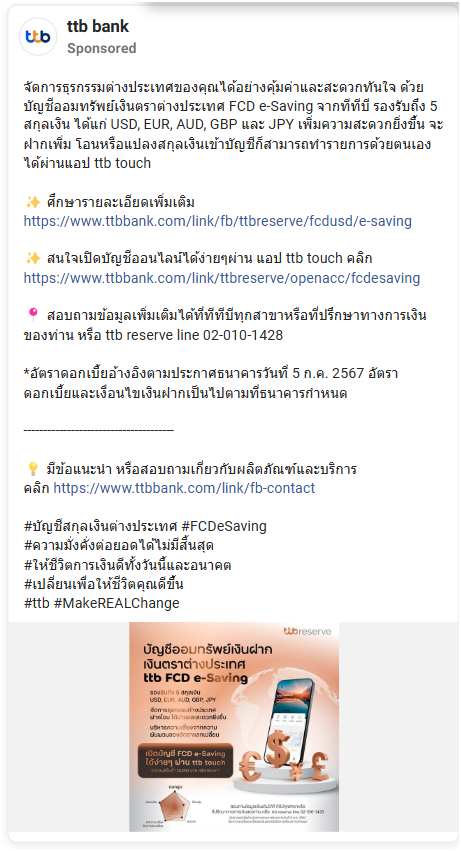 ttb
ttb bank
Sponsored
จัดการธุรกรรมต่างประเทศของคุณได้อย่างคุ้มค่าและสะดวกทันใจ ด้วย
บัญชีออมทรัพย์เงินตราต่างประเทศ FCD e-Saving จากทีทีบี รองรับถึง 5
สกุลเงิน ได้แก่ USD, EUR, AUD, GBP และ JPY เพิ่มความสะดวกยิ่งขึ้น จะ
ฝากเพิ่ม โอนหรือแปลงสกุลเงินเข้าบัญชีก็สามารถทำรายการด้วยตนเอง
ได้ผ่านแอป ttb touch
✨ ศึกษารายละเอียดเพิ่มเติม
https://www.ttbbank.com/link/fb/ttbreserve/fcdusd/e-saving
✨ สนใจเปิดบัญชีออนไลน์ได้ง่ายๆผ่าน แอป ttb touch คลิก
https://www.ttbbank.com/link/ttbreserve/openacc/fcdesaving
📍 สอบถามข้อมูลเพิ่มเติมได้ที่ทีทีบีทุกสาขาหรือที่ปรึกษาทางการเงิน
ของท่าน หรือ ttb reserve line 02-010-1428
*อัตราดอกเบี้ยอ้างอิงตามประกาศธนาคารวันที่ 5 ก.ค. 2567 อัตรา
ดอกเบี้ยและเงื่อนไขเงินฝากเป็นไปตามที่ธนาคารกำหนด
--------------------------------------
💡 มีข้อแนะนำ หรือสอบถามเกี่ยวกับผลิตภัณฑ์และบริการ
คลิก https://www.ttbbank.com/link/fb-contact
#บัญชีสกุลเงินต่างประเทศ #FCDeSaving
#ความมั่งคั่งต่อยอดได้ไม่มีสิ้นสุด
#ให้ชีวิตการเงินดีทั้งวันนี้และอนาคต
#เปลี่ยนเพื่อให้ชีวิตคุณดีขึ้น
#ttb #MakeREALChange
ttb reserve
บัญชีออมทรัพย์เงินฝาก
เงินตราต่างประเทศ
ttb FCD e-Saving
รองรับถึง 5 สกุลเงิน
USD, EUR, AUD, GBP, JPY
จัดการธุรกรรมต่างประเทศ
เปิดบัญชี FCD e-Saving
ได้ง่ายๆ ผ่าน ttb touch